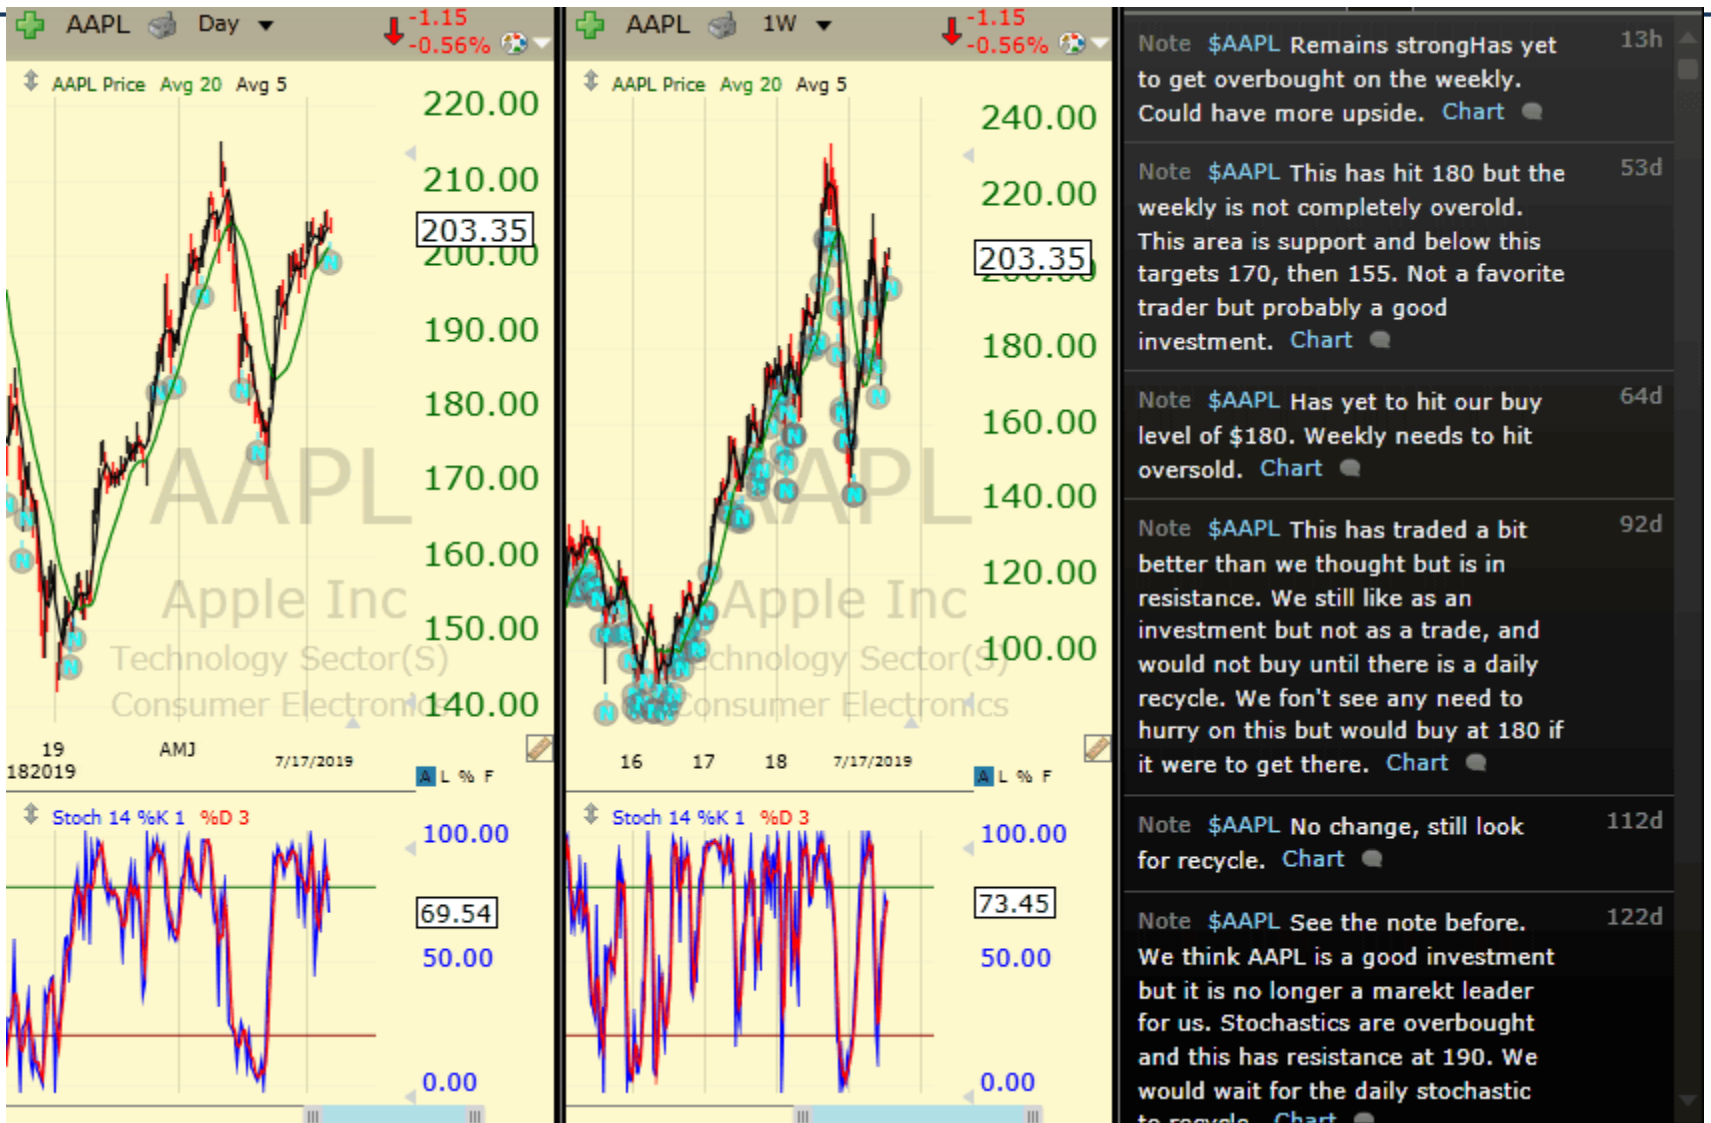 AAPL Day -1.15
-0.56%
AAPL Price Avg 20 Avg 5
220.00
210.00
203.35
200.00
190.00
180.00
170.00
160.00
150.00
140.00
AAPL
Apple Inc
Technology Sector(S)
Consumer Electronics
19 AMJ 7/17/2019
182019
A L % F
Stoch 14 %K 1 %D 3
100.00
69.54
50.00
0.00
AAPL 1W -1.15
-0.56%
AAPL Price Avg 20 Avg 5
240.00
220.00
203.35
200.00
180.00
160.00
140.00
120.00
100.00
AAPL
Apple Inc
Technology Sector(S)
Consumer Electronics
16 17 18 7/17/2019
A L % F
Stoch 14 %K 1 %D 3
100.00
73.45
50.00
0.00
Note $AAPL Remains strongHas yet 13h
to get overbought on the weekly.
Could have more upside. Chart
Note $AAPL This has hit 180 but the 53d
weekly is not completely overold.
This area is support and below this
targets 170, then 155. Not a favorite
trader but probably a good
investment. Chart
Note $AAPL Has yet to hit our buy 64d
level of $180. Weekly needs to hit
oversold. Chart
Note $AAPL This has traded a bit 92d
better than we thought but is in
resistance. We still like as an
investment but not as a trade, and
would not buy until there is a daily
recycle. We fon't see any need to
hurry on this but would buy at 180 if
it were to get there. Chart
Note $AAPL No change, still look 112d
for recycle. Chart
Note $AAPL See the note before. 122d
We think AAPL is a good investment
but it is no longer a marekt leader
for us. Stochastics are overbought
and this has resistance at 190. We
would wait for the daily stochastic
to recycle. Chart